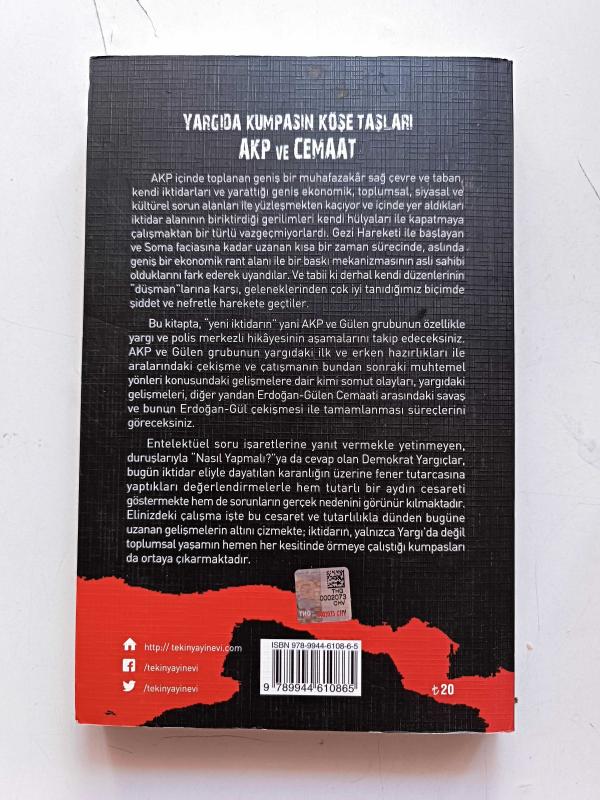 YARGIDA KUMPASIN KÖŞE TAŞLARI
AKP VE CEMAAT
AKP içinde toplanan geniş bir muhafazakâr sağ çevre ve taban,
kendi iktidarları ve yarattığı geniş ekonomik, toplumsal, siyasal ve
kültürel sorun alanları ile yüzleşmekten kaçıyor ve içinde yer aldıkları
iktidar alanının biriktirdiği gerilimleri kendi hülyaları ile kapatmaya
çalışmaktan bir türlü vazgeçmiyorlardı. Gezi Hareketi ile başlayan
ve Soma faciasına kadar uzanan kısa bir zaman sürecinde, aslında
geniş bir ekonomik rant alanı ile bir baskı mekanizmasının asli sahibi
olduklarını fark ederek uyandılar. Ve tabii ki derhal kendi düzenlerinin
"düşman"larına karşı, geleneklerinden çok iyi tanıdığımız biçimde
şiddet ve nefretle harekete geçtiler.
Bu kitapta, "yeni iktidarın" yani AKP ve Gülen grubunun özellikle
yargı ve polis merkezli hikâyesinin aşamalarını takip edeceksiniz.
AKP ve Gülen grubunun yargıdaki ilk ve erken hazırlıkları ile
aralarındaki çekişme ve çatışmanın bundan sonraki muhtemel
yönleri konusundaki gelişmelere dair kimi somut olayları, yargıdaki
gelişmeleri, diğer yandan Erdoğan-Gülen Cemaati arasındaki savaş
ve bunun Erdoğan-Gül çekişmesi ile tamamlanması süreçlerini
göreceksiniz.
Entelektüel soru işaretlerine yanıt vermekle yetinmeyen,
duruşlarıyla "Nasıl Yapmalı?"ya da cevap olan Demokrat Yargıçlar,
bugün iktidar eliyle dayatılan karanlığın üzerine fener tutarcasına
yaptıkları değerlendirmelerle hem tutarlı bir aydın cesareti
göstermekte hem de sorunların gerçek nedenini görünür kılmaktadır.
Elinizdeki çalışma işte bu cesaret ve tutarlılıkla dünden bugüne
uzanan gelişmelerin altını çizmekte; iktidarın, yalnızca Yargı'da değil
toplumsal yaşamın hemen her kesitinde örmeye çalıştığı kumpasları
da ortaya çıkarmaktadır.
THG
0002073
CHV
http://tekinyayinevi.com
/tekinyayinevi
/tekinyayinevi
ISBN 978-9944-6108-6-5
9 789944 610865
₺20